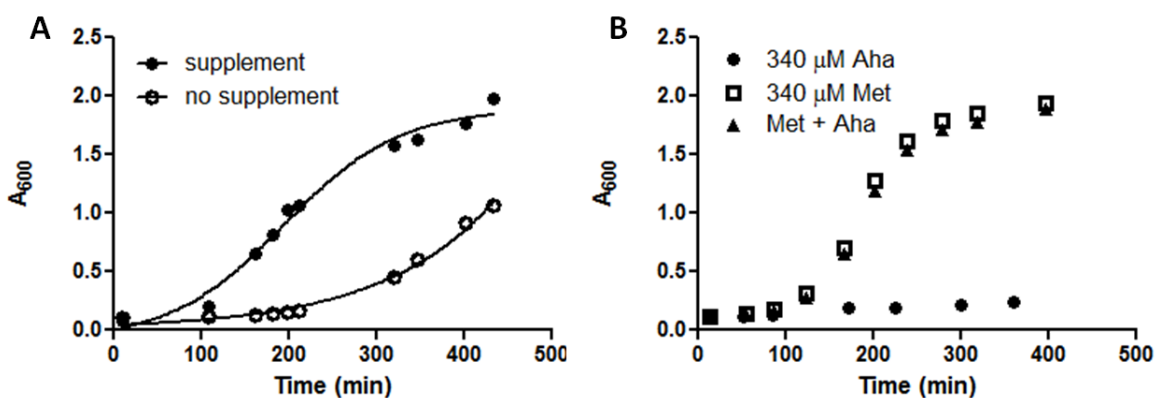 A
2.5
2.0
1.5
1.0
0.5
0.0
A600
supplement
no supplement
0 100 200 300 400 500
Time (min)
B
2.5
2.0
1.5
1.0
0.5
0.0
A600
340 μM Aha
340 μM Met
Met + Aha
0 100 200 300 400 500
Time (min)